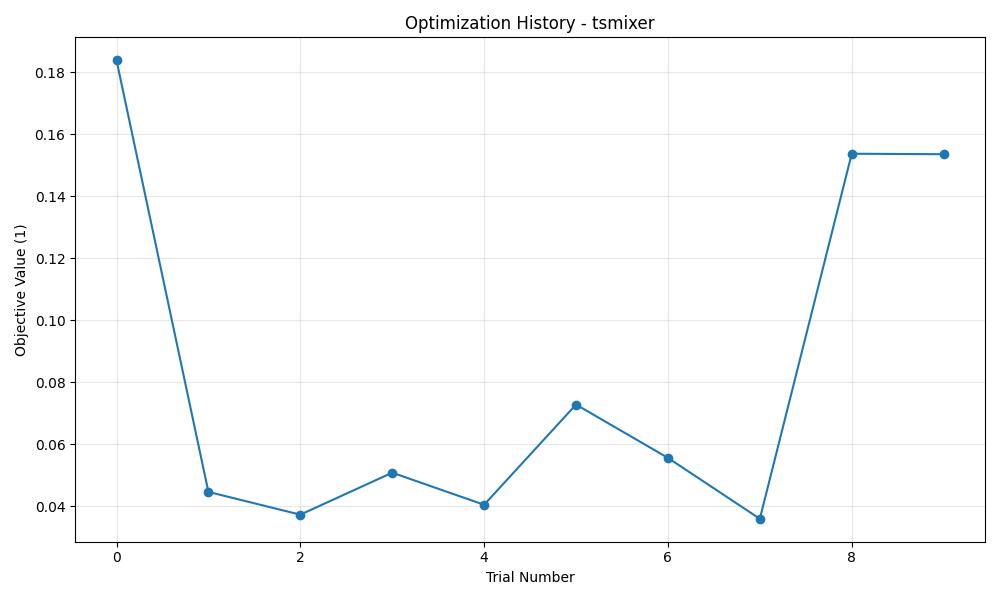 Optimization History - tsmixer
Objective Value (1)
0.18
0.16
0.14
0.12
0.10
0.08
0.06
0.04
0 2 4 6 8
Trial Number